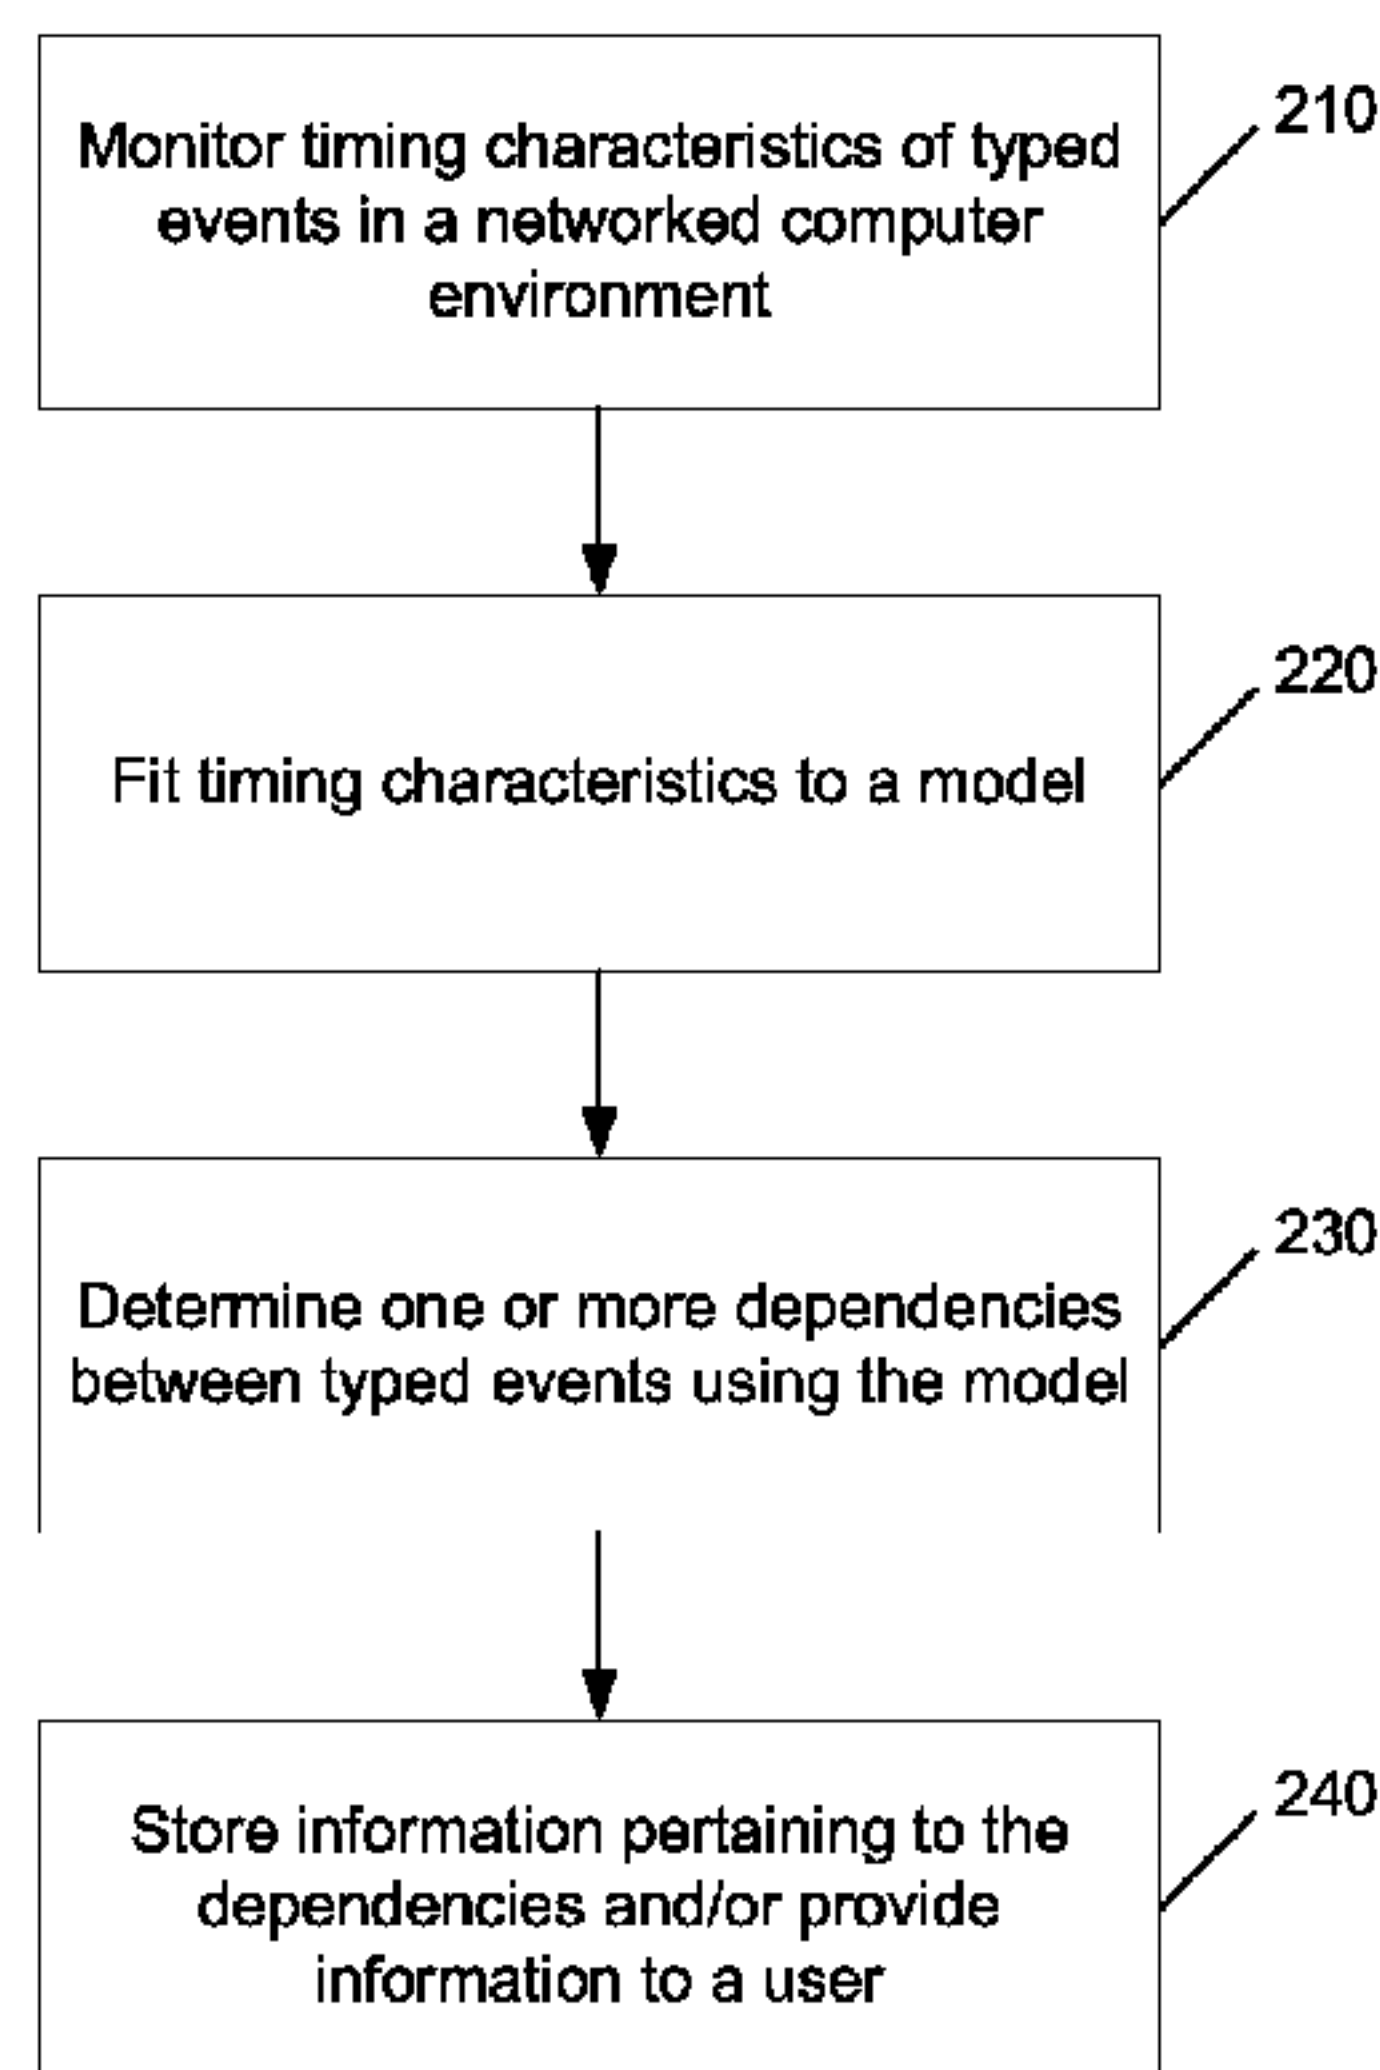 Monitor timing characteristics of typed
events in a networked computer
environment
210
Fit timing characteristics to a model
220
Determine one or more dependencies
between typed events using the model
230
Store information pertaining to the
dependencies and/or provide
information to a user
240